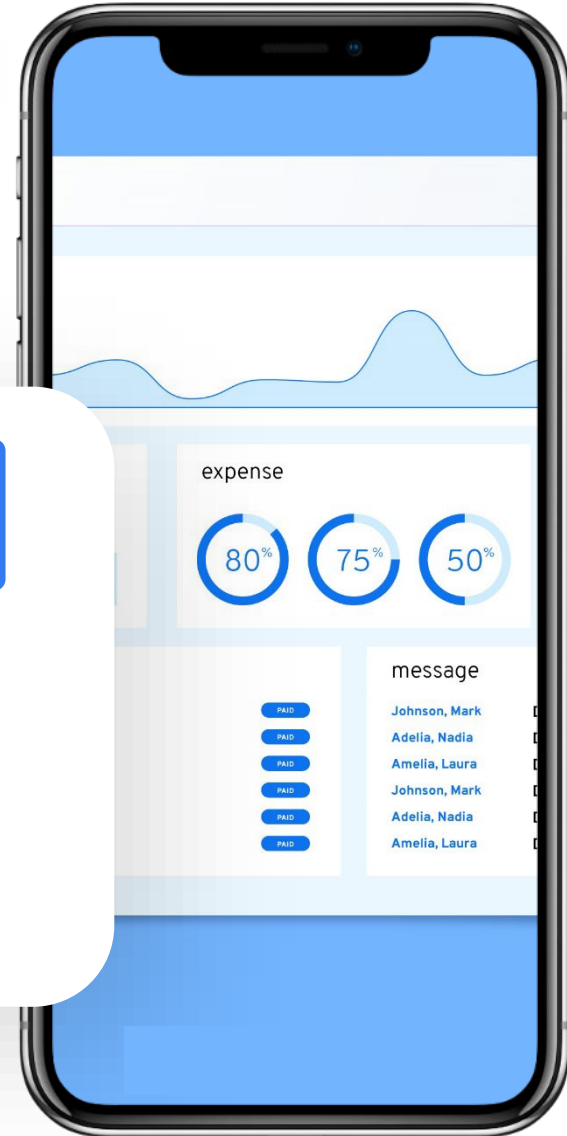 expense
80% 75% 50%
message
PAID Johnson, Mark
PAID Adelia, Nadia
PAID Amelia, Laura
PAID Johnson, Mark
PAID Adelia, Nadia
PAID Amelia, Laura